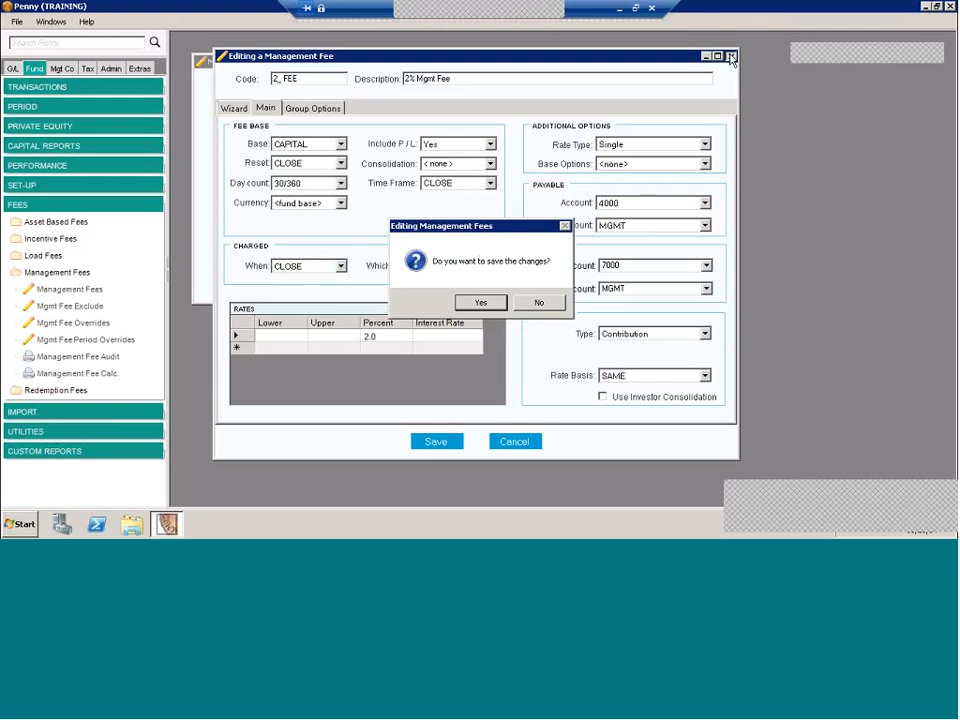 Penny (TRAINING)
File Windows Help
Search Penny
G/L Fund Mgt Co Tax Admin Extras
TRANSACTIONS
PERIOD
PRIVATE EQUITY
CAPITAL REPORTS
PERFORMANCE
SET-UP
FEES
Asset Based Fees
Incentive Fees
Load Fees
Management Fees
Management Fees
Mgmt Fee Exclude
Mgmt Fee Overrides
Mgmt Fee Period Overrides
Management Fee Audit
Management Fee Calc.
Redemption Fees
IMPORT
UTILITIES
CUSTOM REPORTS
Editing a Management Fee
Code: 2_ FEE Description: 2% Mgmt Fee
Wizard Main Group Options
FEE BASE
Base: CAPITAL Include P / L: Yes
Reset: CLOSE Consolidation: < none >
Day count: 30/360 Time Frame: CLOSE
Currency: <fund base>
CHARGED
When: CLOSE Which
RATES
Lower Upper Percent Interest Rate
2.0
ADDITIONAL OPTIONS
Rate Type: Single
Base Options: <none>
PAYABLE
Account: 4000
ount: MGMT
count: 7000
ount: MGMT
Type: Contribution
Rate Basis: SAME
Use Investor Consolidation
Save Cancel
Editing Management Fees
Do you want to save the changes?
Yes No
Start